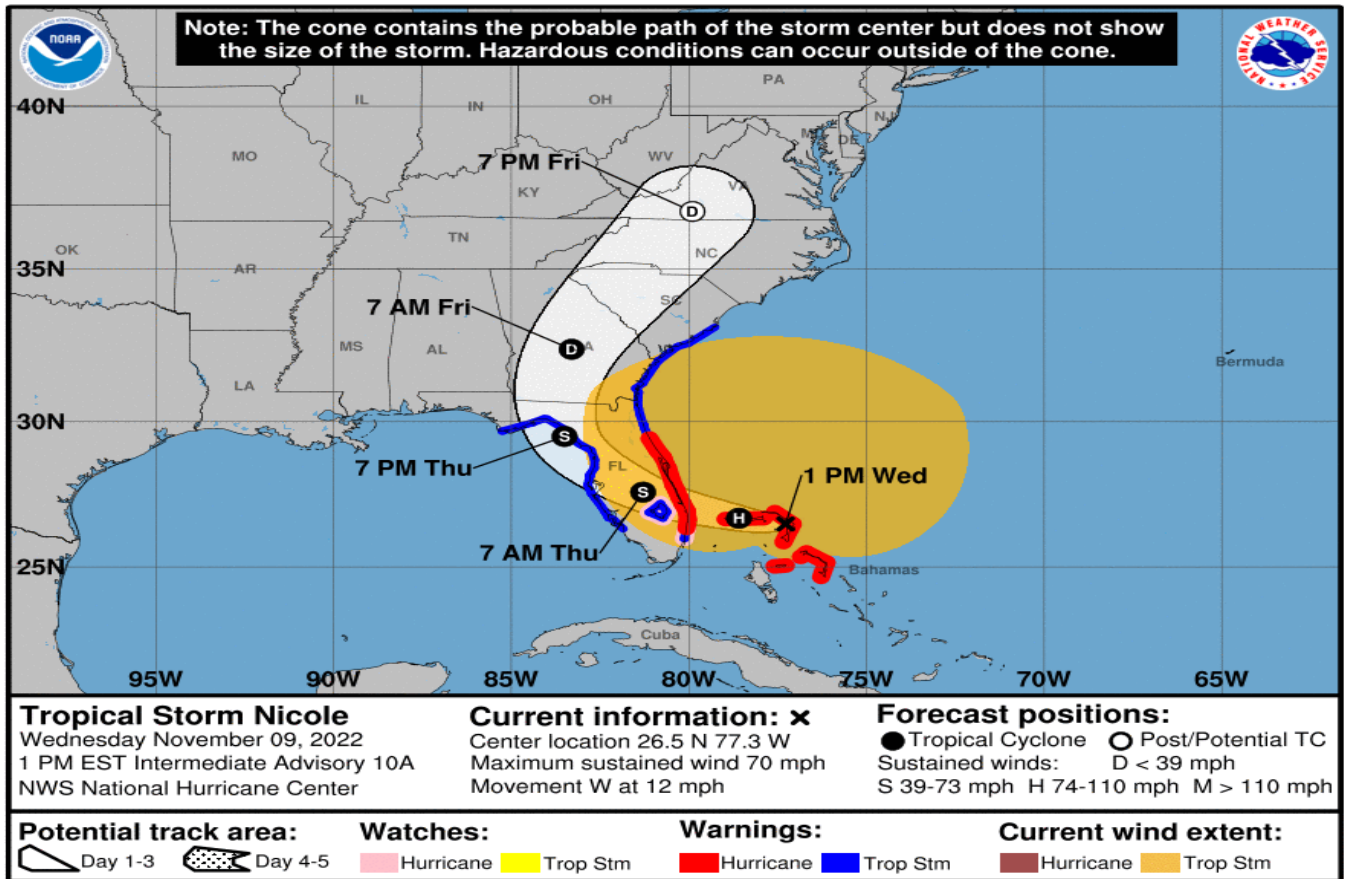 Note: The cone contains the probable path of the storm center but does not show
the size of the storm. Hazardous conditions can occur outside of the cone.
NOAA
NATIONAL WEATHER SERVICE
40N
IL
IN
OH
PA
NJ
DE
MO
7 PM Fri
WV
KY
VA
D
OK
TN
NC
35N
AR
7 AM Fri
SC
MS
AL
D
LA
Bermuda
30N
S
7 PM Thu
FL
1 PM Wed
S
H
7 AM Thu
25N
Bahamas
Cuba
95W
90W
85W
80W
75W
70W
65W
Tropical Storm Nicole
Wednesday November 09, 2022
1 PM EST Intermediate Advisory 10A
NWS National Hurricane Center
Current information: ×
Center location 26.5 N 77.3 W
Maximum sustained wind 70 mph
Movement W at 12 mph
Forecast positions:
Tropical Cyclone Post/Potential TC
Sustained winds: D < 39 mph
S 39-73 mph H 74-110 mph M > 110 mph
Potential track area:
Day 1-3 Day 4-5
Watches:
Hurricane Trop Stm
Warnings:
Hurricane Trop Stm
Current wind extent:
Hurricane Trop Stm